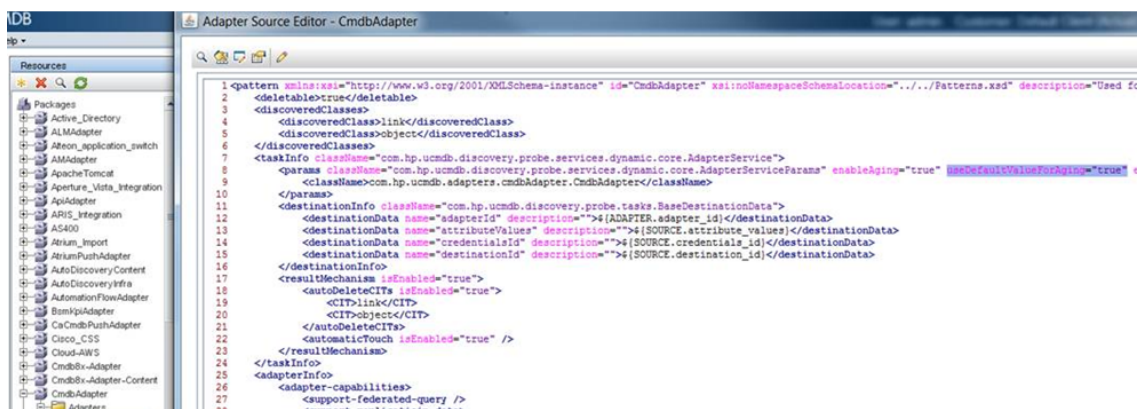 DB
elp
Resources
Packages
Active_Directory
ALMAdapter
Alteon_application_switch
AMAdapter
ApacheTomcat
Aperture_Vista_Integration
ApiAdapter
ARIS_Integration
AS400
Atrium_Import
AtriumPushAdapter
AutoDiscoveryContent
AutoDiscoveryInfra
AutomationFlowAdapter
BsmKpiAdapter
CaCmdbPushAdapter
Cisco_CSS
Cloud-AWS
Cmdb8x-Adapter
Cmdb8x-Adapter-Content
CmdbAdapter
Adapters
Adapter Source Editor - CmdbAdapter
1 <pattern xmlns:xsi="http://www.w3.org/2001/XMLSchema-instance" id="CmdbAdapter" xsi:noNamespaceSchemaLocation="../../Patterns.xsd" description="Used fo
2 <deletable>true</deletable>
3 <discoveredClasses>
4 <discoveredClass>link</discoveredClass>
5 <discoveredClass>object</discoveredClass>
6 </discoveredClasses>
7 <taskInfo className="com.hp.ucmdb.discovery.probe.services.dynamic.core.AdapterService">
8 <params className="com.hp.ucmdb.discovery.probe.services.dynamic.core.AdapterServiceParams" enableAging="true" useDefaultValueForAging="true" e
9 <className>com.hp.ucmdb.adapters.cmdbAdapter.CmdbAdapter</className>
10 </params>
11 <destinationInfo className="com.hp.ucmdb.discovery.probe.tasks.BaseDestinationData">
12 <destinationData name="adapterId" description="">${ADAPTER.adapter_id}</destinationData>
13 <destinationData name="attributeValues" description="">${SOURCE.attribute_values}</destinationData>
14 <destinationData name="credentialsId" description="">${SOURCE.credentials_id}</destinationData>
15 <destinationData name="destinationId" description="">${SOURCE.destination_id}</destinationData>
16 </destinationInfo>
17 <resultMechanism isEnabled="true">
18 <autoDeleteCITs isEnabled="true">
19 <CIT>link</CIT>
20 <CIT>object</CIT>
21 </autoDeleteCITs>
22 <automaticTouch isEnabled="true" />
23 </resultMechanism>
24 </taskInfo>
25 <adapterInfo>
26 <adapter-capabilities>
27 <support-federated-query />